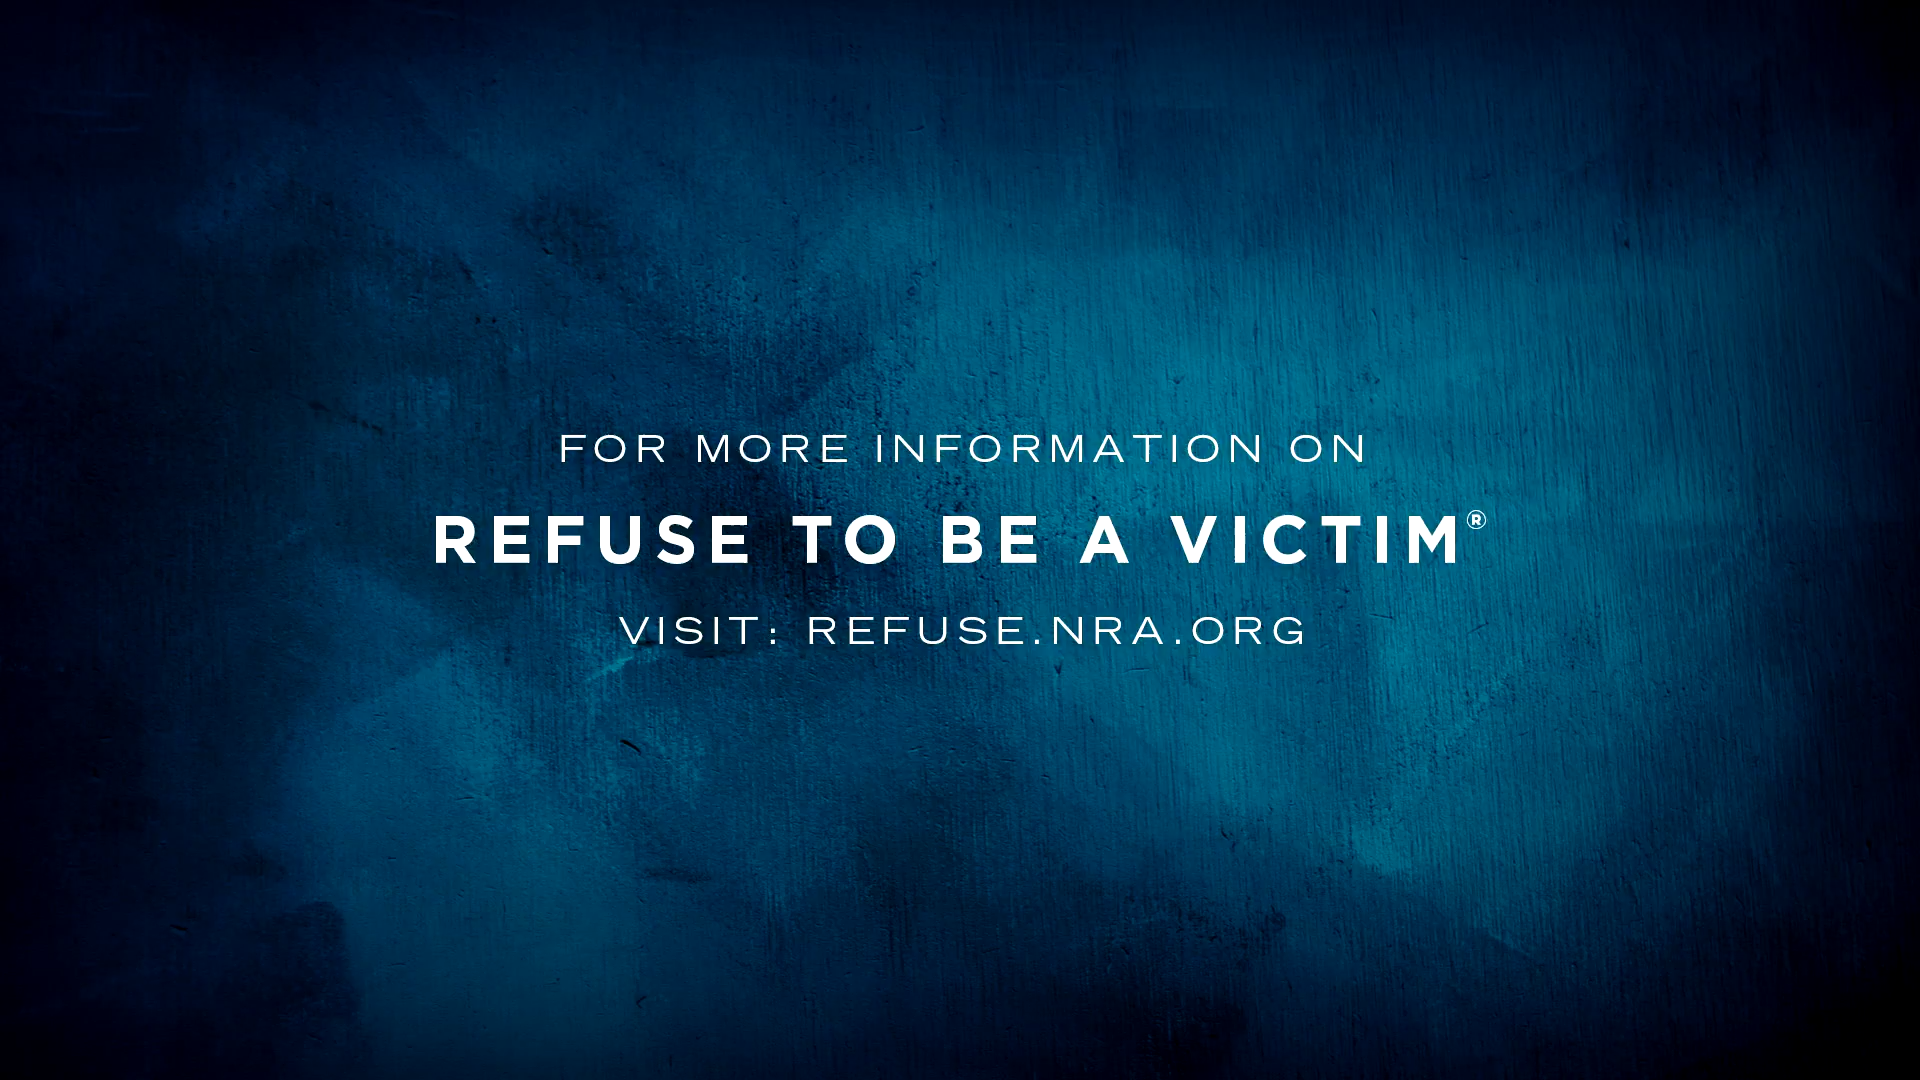 FOR MORE INFORMATION ON
REFUSE TO BE A VICTIM®
VISIT: REFUSE.NRA.ORG